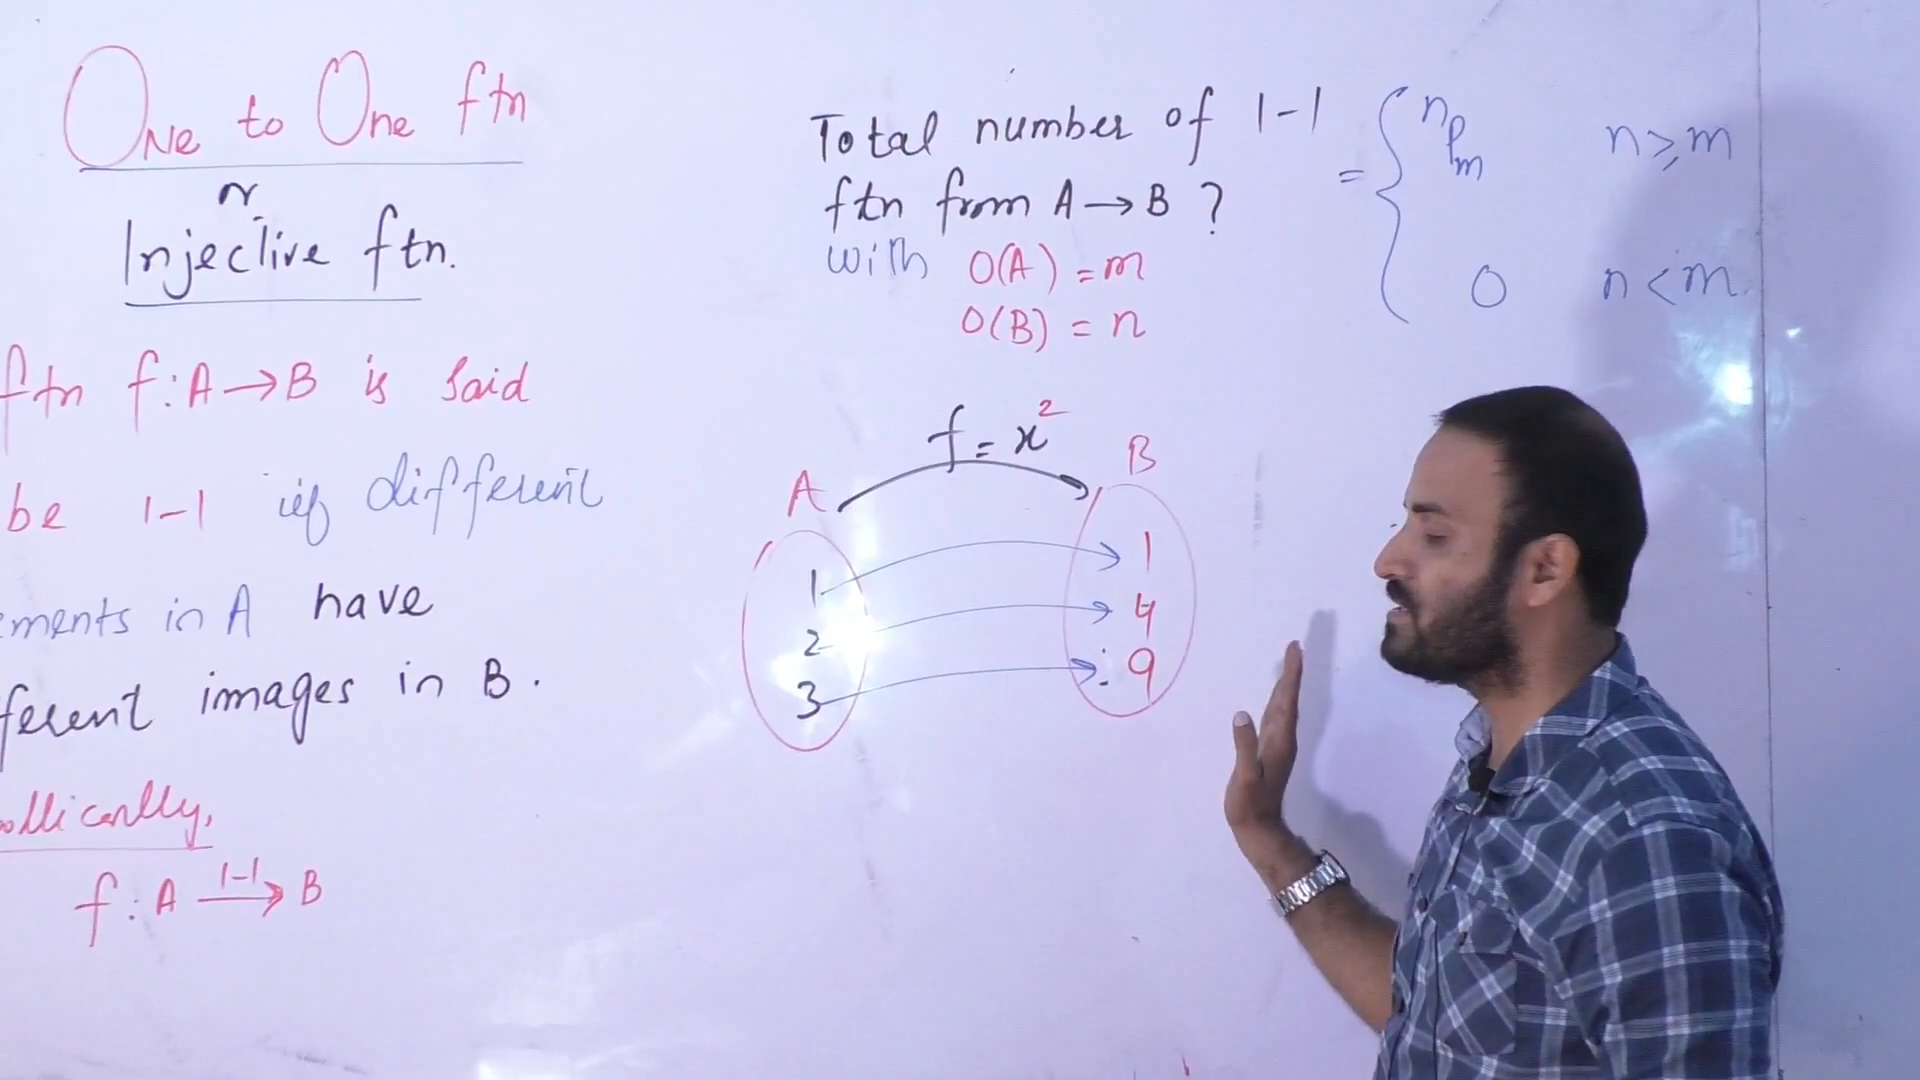 One to One ftn
or
Injective ftn.
ftn f: A → B is said
be 1-1 if different
ements in A have
ferent images in B.
ollically,
f: A 1-1→ B
Total number of 1-1
ftn from A → B ?
with O(A) = m
O(B) = n
= { nPm n ≥ m
0 n < m
f = x²
A B
1 1
2 4
3 9